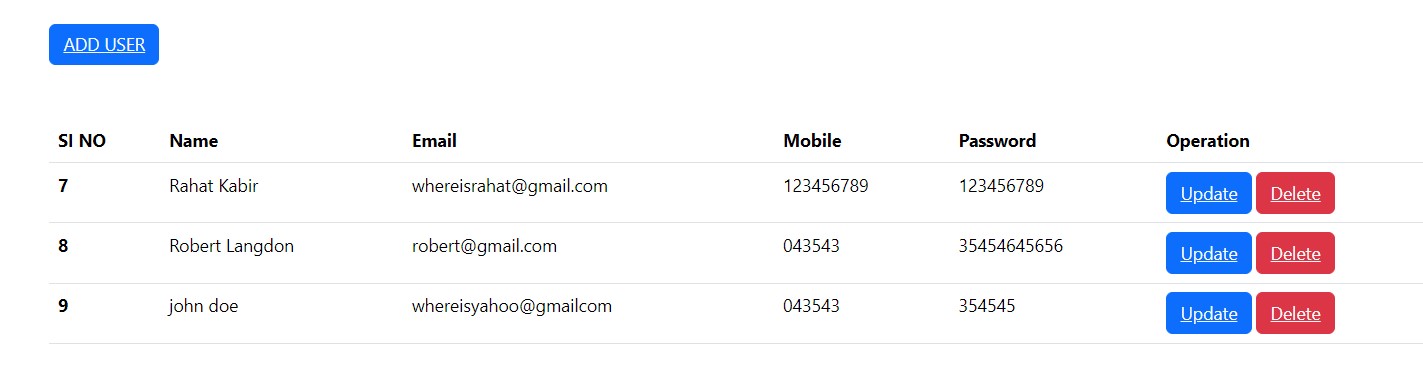 ADD USER
Sl NO Name Email Mobile Password Operation
7 Rahat Kabir whereisrahat@gmail.com 123456789 123456789 Update Delete
8 Robert Langdon robert@gmail.com 043543 35454645656 Update Delete
9 john doe whereisyahoo@gmailcom 043543 354545 Update Delete